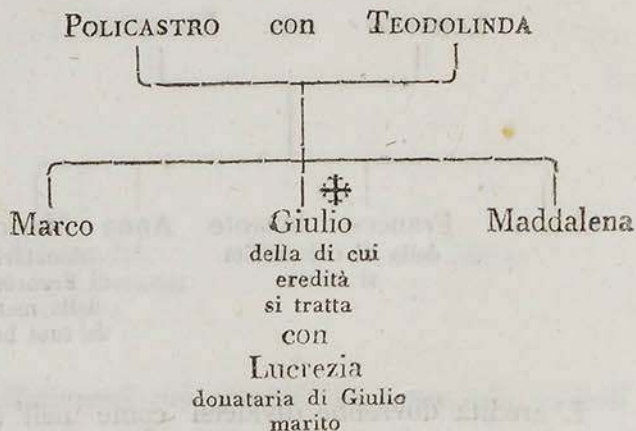 POLICASTRO con TEODOLINDA
Marco Giulio Maddalena
della di cui
eredità
si tratta
con
Lucrezia
donataria di Giulio
marito